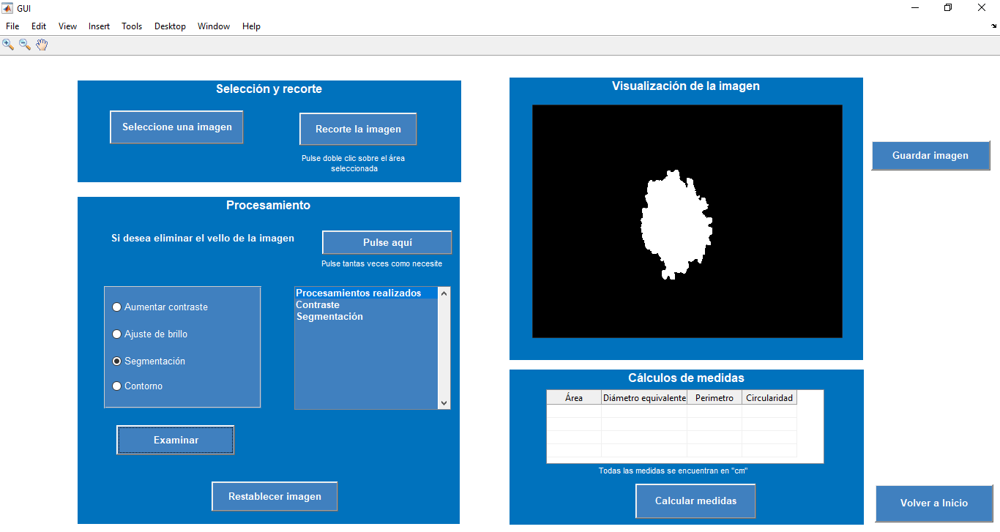 GUI
File Edit View Insert Tools Desktop Window Help
Selección y recorte
Seleccione una imagen
Recorte la imagen
Pulse doble clic sobre el área
seleccionada
Procesamiento
Si desea eliminar el vello de la imagen
Pulse aquí
Pulse tantas veces como necesite
Aumentar contraste
Ajuste de brillo
Segmentación
Contorno
Procesamientos realizados
Contraste
Segmentación
Examinar
Restablecer imagen
Visualización de la imagen
Guardar imagen
Cálculos de medidas
Área Diámetro equivalente Perimetro Circularidad
Todas las medidas se encuentran en "cm"
Calcular medidas
Volver a Inicio